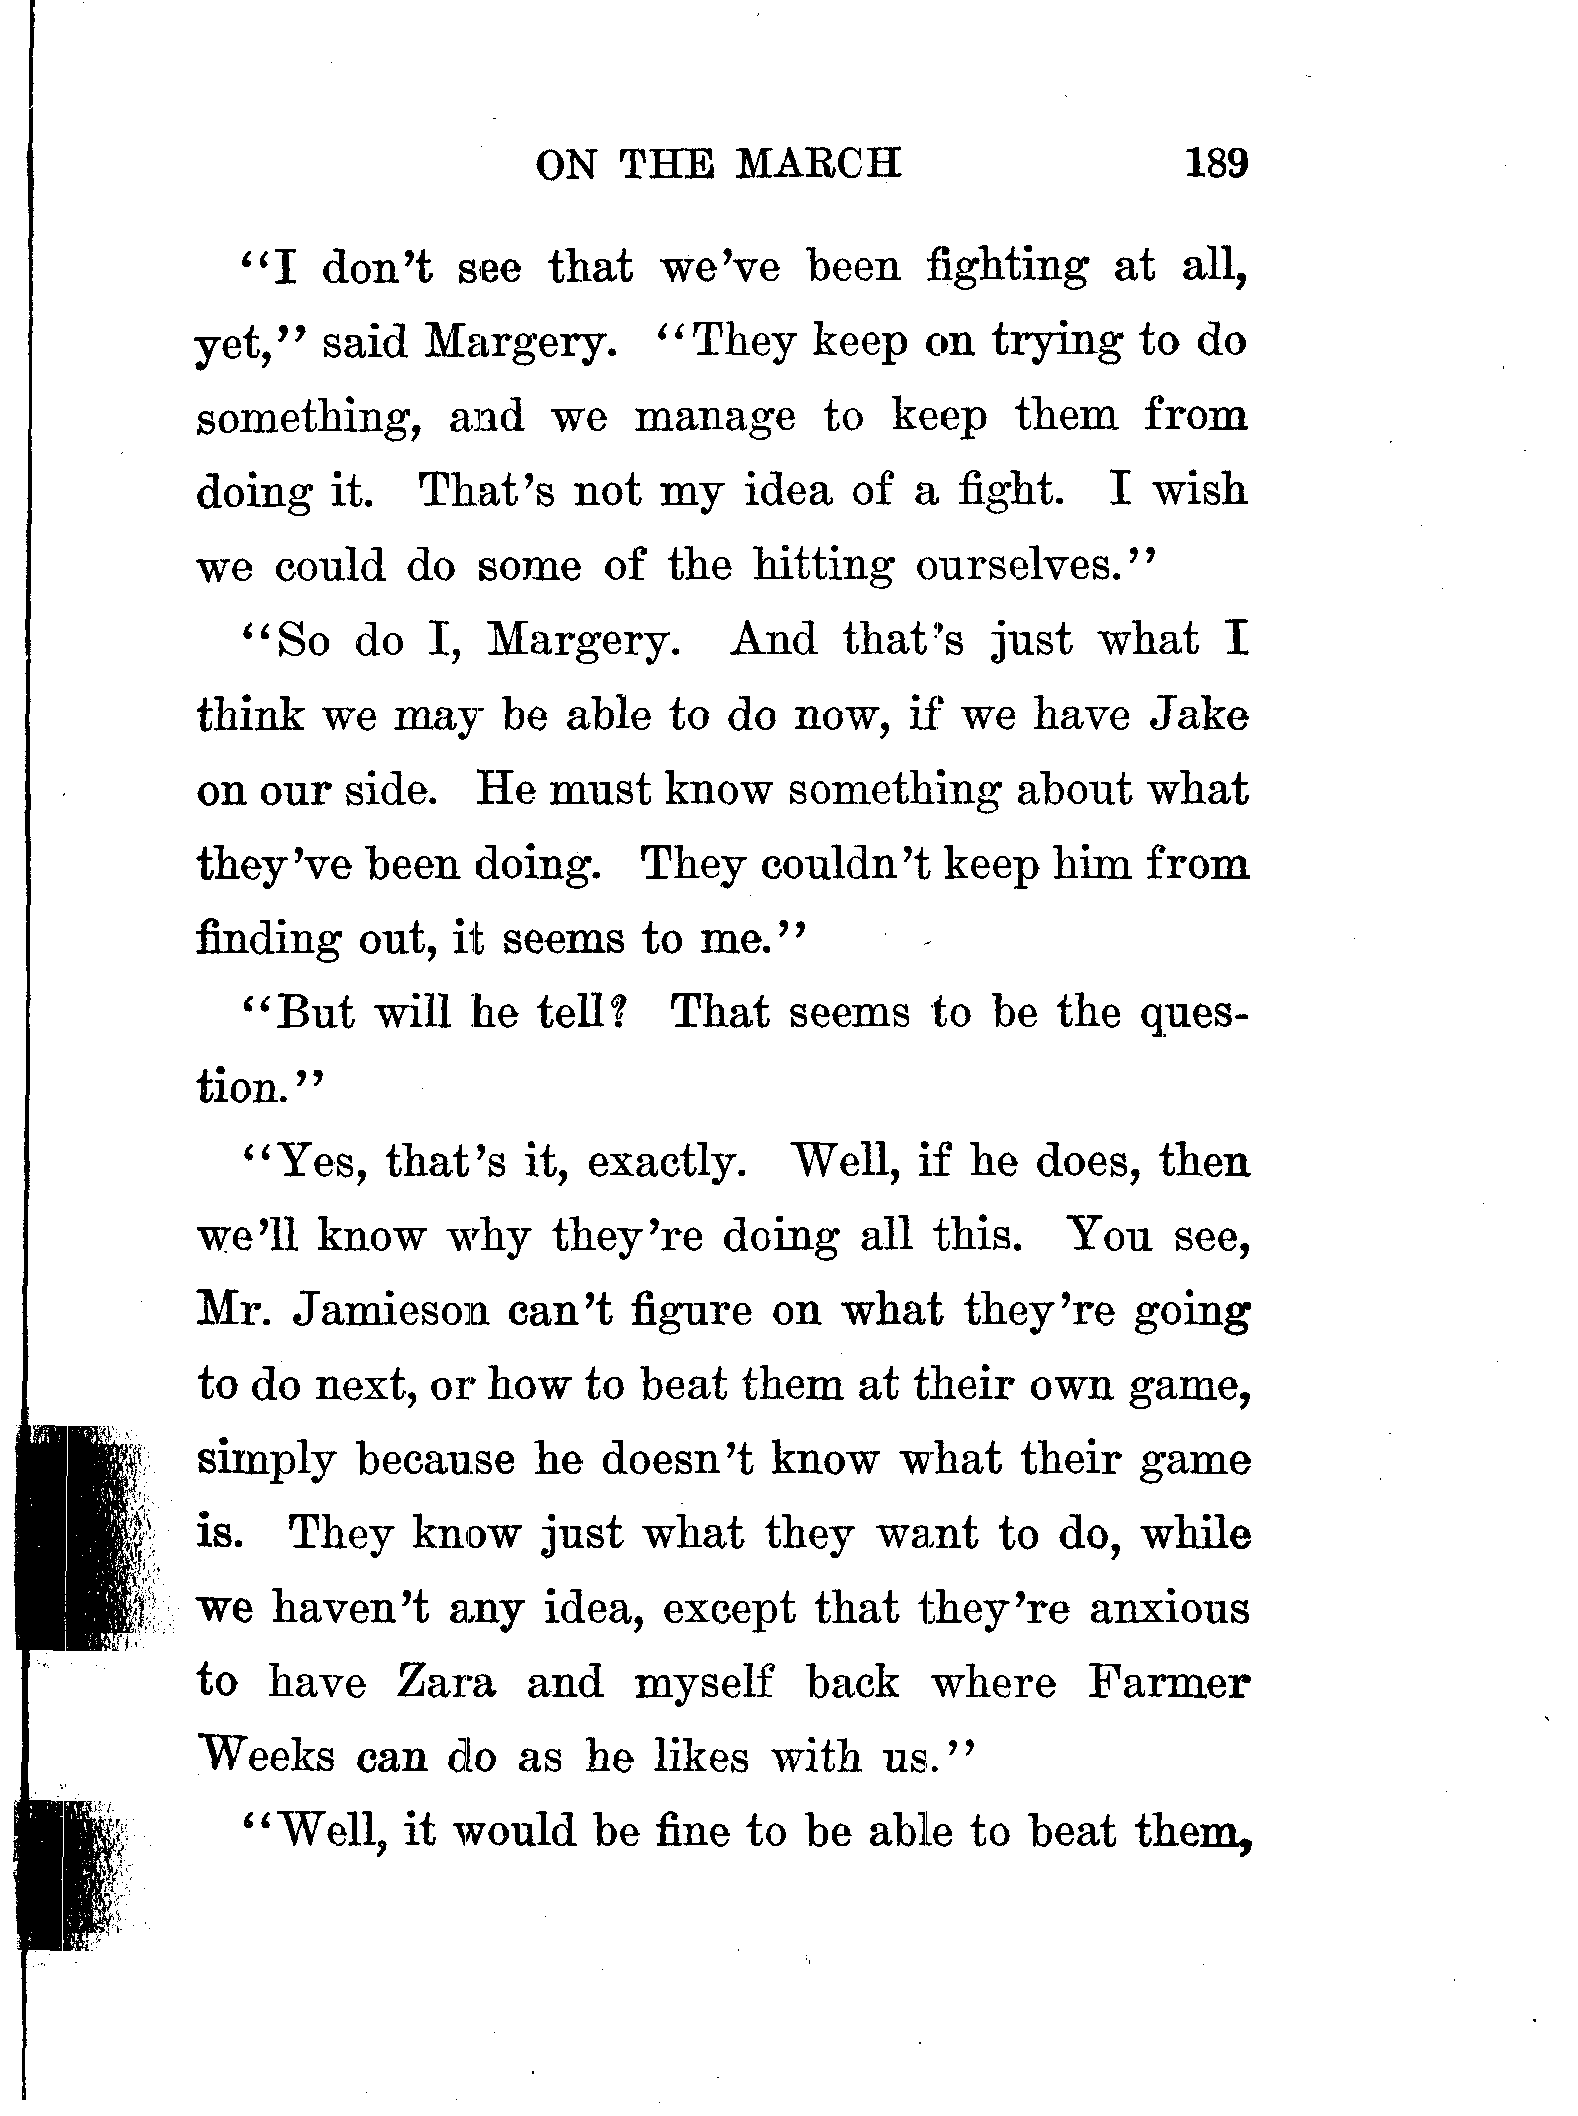 ON THE MARCH 189
"I don't see that we've been fighting at all,
yet," said Margery. "They keep on trying to do
something, and we manage to keep them from
doing it. That's not my idea of a fight. I wish
we could do some of the hitting ourselves."
"So do I, Margery. And that's just what I
think we may be able to do now, if we have Jake
on our side. He must know something about what
they've been doing. They couldn't keep him from
finding out, it seems to me."
"But will he tell? That seems to be the ques-
tion."
"Yes, that's it, exactly. Well, if he does, then
we'll know why they're doing all this. You see,
Mr. Jamieson can't figure on what they're going
to do next, or how to beat them at their own game,
simply because he doesn't know what their game
is. They know just what they want to do, while
we haven't any idea, except that they're anxious
to have Zara and myself back where Farmer
Weeks can do as he likes with us."
"Well, it would be fine to be able to beat them,